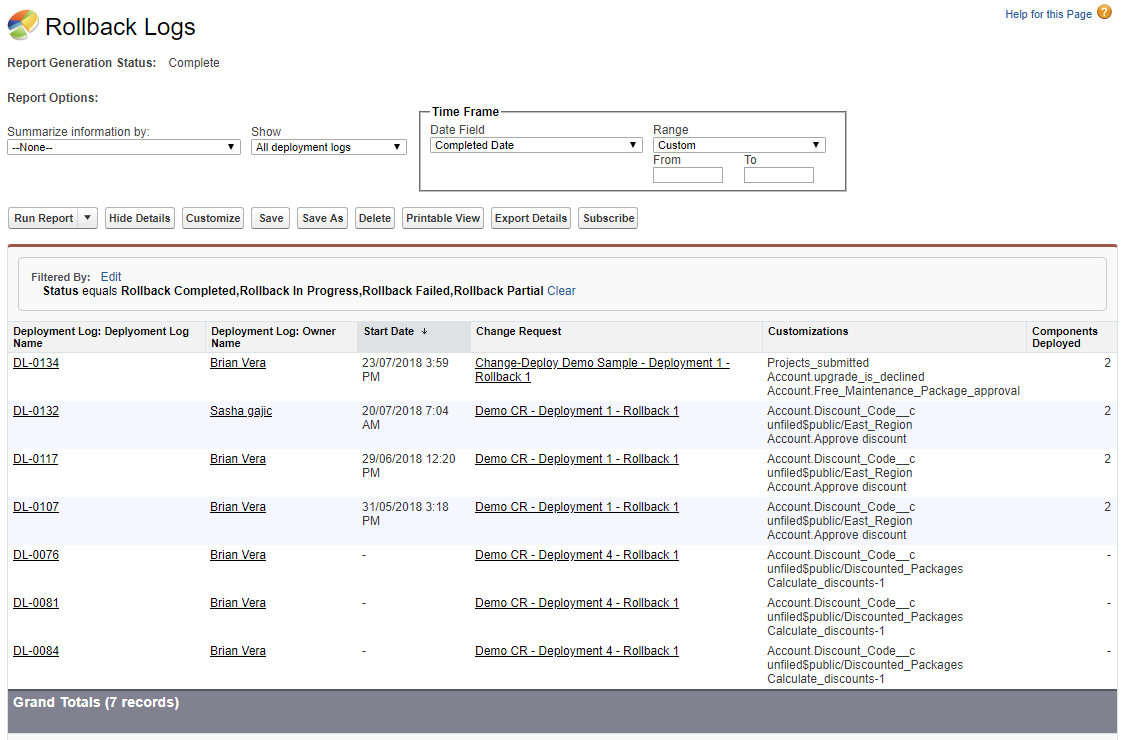 Rollback Logs
Help for this Page ?
Report Generation Status: Complete
Report Options:
Summarize information by:
--None--
Show
All deployment logs
Time Frame
Date Field
Completed Date
Range
Custom
From
To
Run Report
Hide Details
Customize
Save
Save As
Delete
Printable View
Export Details
Subscribe
Filtered By: Edit
Status equals Rollback Completed,Rollback In Progress,Rollback Failed,Rollback Partial Clear
Deployment Log: Deplyoment Log
Name
Deployment Log: Owner
Name
Start Date ↓
Change Request
Customizations
Components
Deployed
DL-0134
Brian Vera
23/07/2018 3:59
PM
Change-Deploy Demo Sample - Deployment 1 -
Rollback 1
Projects_submitted
Account.upgrade_is_declined
Account.Free_Maintenance_Package_approval
2
DL-0132
Sasha gajic
20/07/2018 7:04
AM
Demo CR - Deployment 1 - Rollback 1
Account.Discount_Code__c
unfiled$public/East_Region
Account.Approve discount
2
DL-0117
Brian Vera
29/06/2018 12:20
PM
Demo CR - Deployment 1 - Rollback 1
Account.Discount_Code__c
unfiled$public/East_Region
Account.Approve discount
2
DL-0107
Brian Vera
31/05/2018 3:18
PM
Demo CR - Deployment 1 - Rollback 1
Account.Discount_Code__c
unfiled$public/East_Region
Account.Approve discount
2
DL-0076
Brian Vera
-
Demo CR - Deployment 4 - Rollback 1
Account.Discount_Code__c
unfiled$public/Discounted_Packages
Calculate_discounts-1
-
DL-0081
Brian Vera
-
Demo CR - Deployment 4 - Rollback 1
Account.Discount_Code__c
unfiled$public/Discounted_Packages
Calculate_discounts-1
-
DL-0084
Brian Vera
-
Demo CR - Deployment 4 - Rollback 1
Account.Discount_Code__c
unfiled$public/Discounted_Packages
Calculate_discounts-1
-
Grand Totals (7 records)